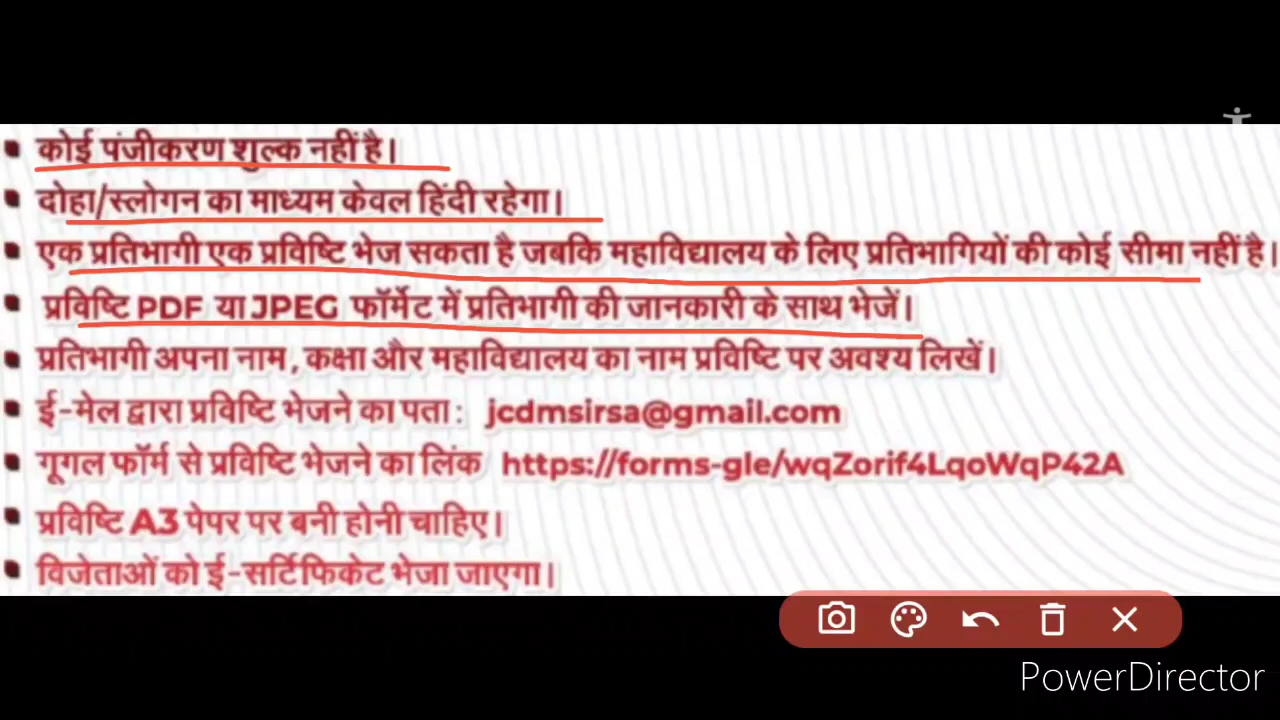 कोई पंजीकरण शुल्क नहीं है।
दोहा/स्लोगन का माध्यम केवल हिंदी रहेगा।
एक प्रतिभागी एक प्रविष्टि भेज सकता है जबकि महाविद्यालय के लिए प्रतिभागियों की कोई सीमा नहीं है।
प्रविष्टि PDF या JPEG फॉर्मेट में प्रतिभागी की जानकारी के साथ भेजें।
प्रतिभागी अपना नाम, कक्षा और महाविद्यालय का नाम प्रविष्टि पर अवश्य लिखें।
ई-मेल द्वारा प्रविष्टि भेजने का पता: jcdmsirsa@gmail.com
गूगल फॉर्म से प्रविष्टि भेजने का लिंक https://forms-gle/wqZorif4LqoWqP42A
प्रविष्टि A3 पेपर पर बनी होनी चाहिए।
विजेताओं को ई-सर्टिफिकेट भेजा जाएगा।
PowerDirector